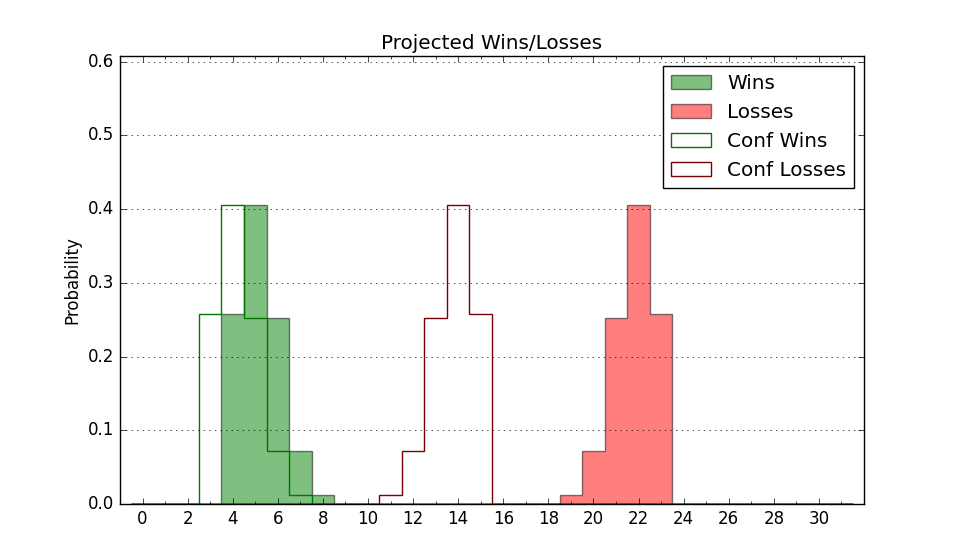 Projected Wins/Losses
0.6
0.5
0.4
0.3
0.2
0.1
0.0
Probability
Wins
Losses
Conf Wins
Conf Losses
0 2 4 6 8 10 12 14 16 18 20 22 24 26 28 30